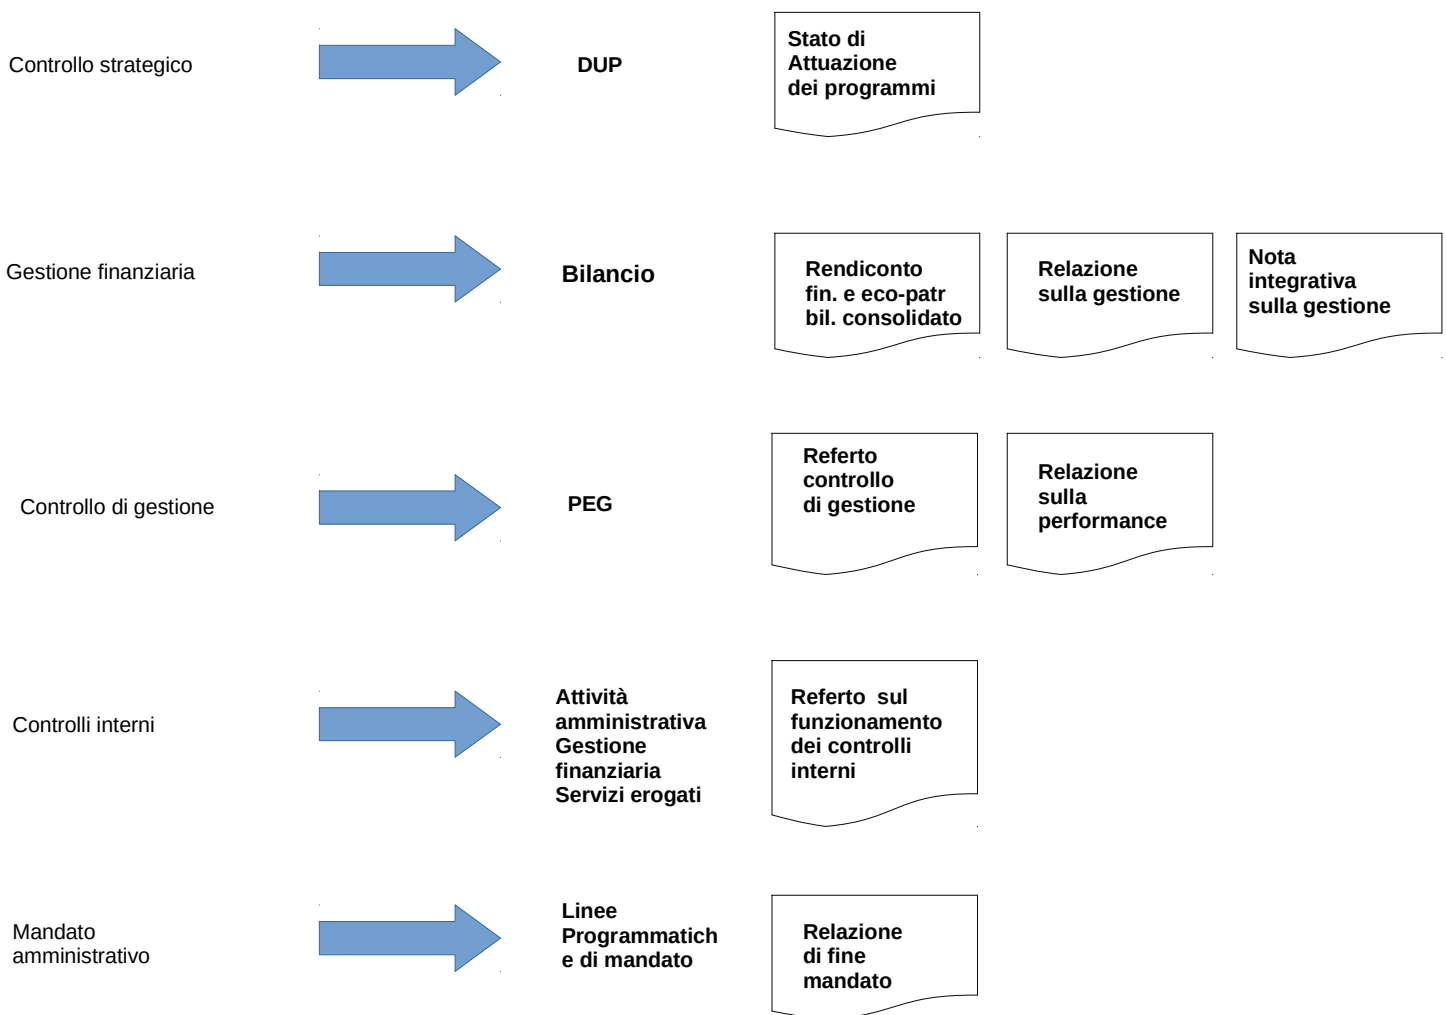 Controllo strategico
DUP
Stato di
Attuazione
dei programmi
Gestione finanziaria
Bilancio
Rendiconto
fin. e eco-patr
bil. consolidato
Relazione
sulla gestione
Nota
integrativa
sulla gestione
Controllo di gestione
PEG
Referto
controllo
di gestione
Relazione
sulla
performance
Controlli interni
Attività
amministrativa
Gestione
finanziaria
Servizi erogati
Referto  sul
funzionamento
dei controlli
interni
Mandato
amministrativo
Linee
Programmatich
e di mandato
Relazione
di fine
mandato